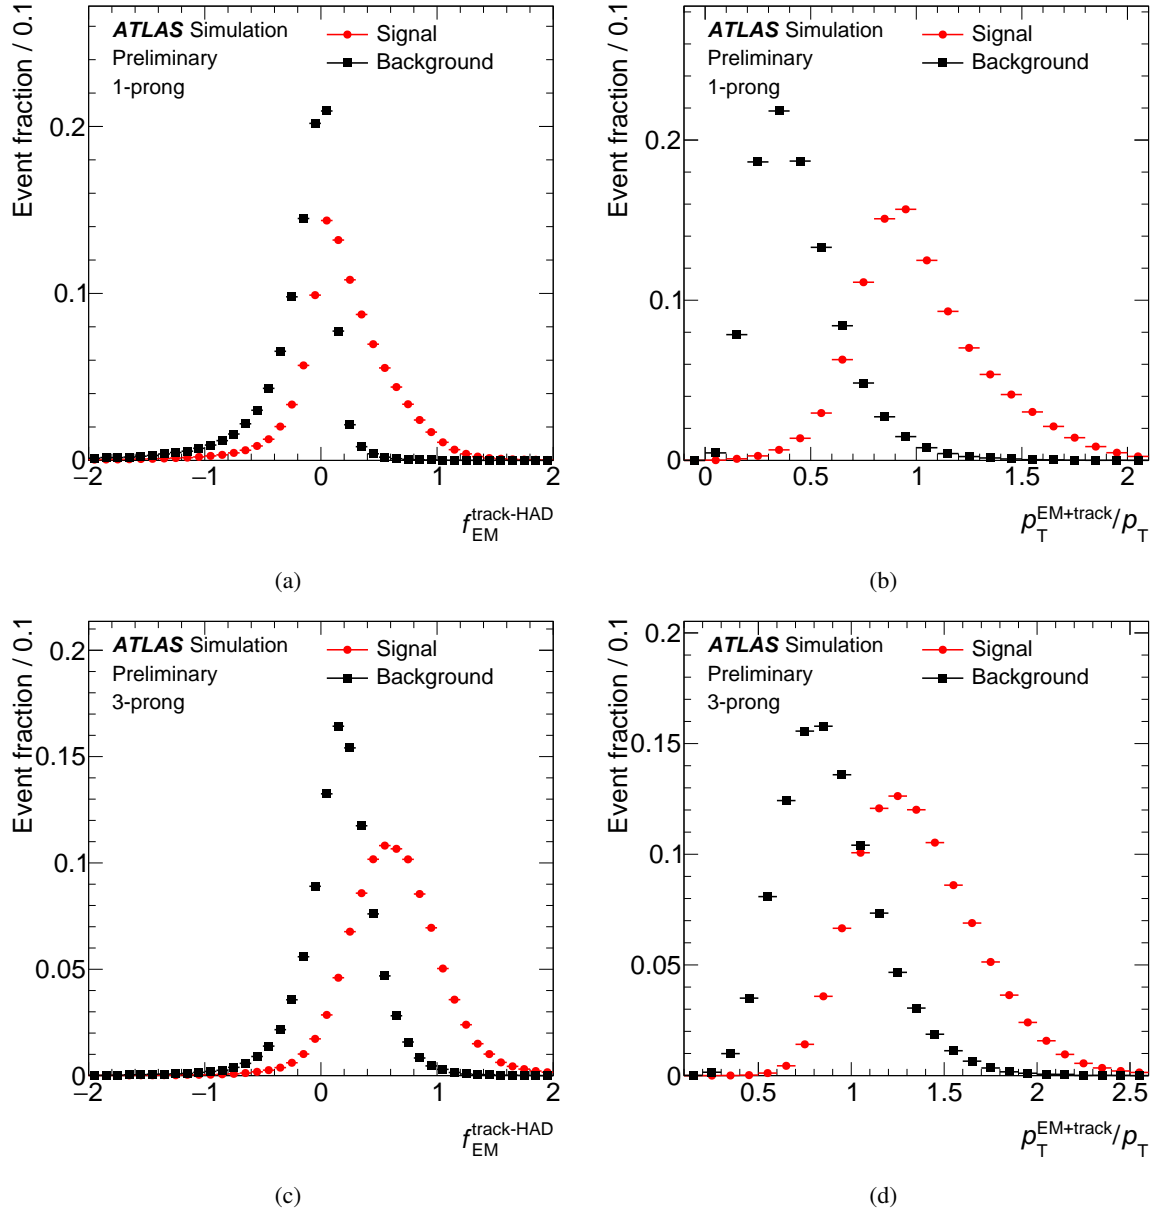 ATLAS Simulation
Preliminary
1-prong
Signal
Background
Event fraction / 0.1
0.2
0.1
0
−2 −1 0 1 2
f_EM^track-HAD
(a)
ATLAS Simulation
Preliminary
1-prong
Signal
Background
Event fraction / 0.1
0.2
0.1
0
0 0.5 1 1.5 2
p_T^EM+track/p_T
(b)
ATLAS Simulation
Preliminary
3-prong
Signal
Background
Event fraction / 0.1
0.2
0.15
0.1
0.05
0
−2 −1 0 1 2
f_EM^track-HAD
(c)
ATLAS Simulation
Preliminary
3-prong
Signal
Background
Event fraction / 0.1
0.2
0.15
0.1
0.05
0
0.5 1 1.5 2 2.5
p_T^EM+track/p_T
(d)